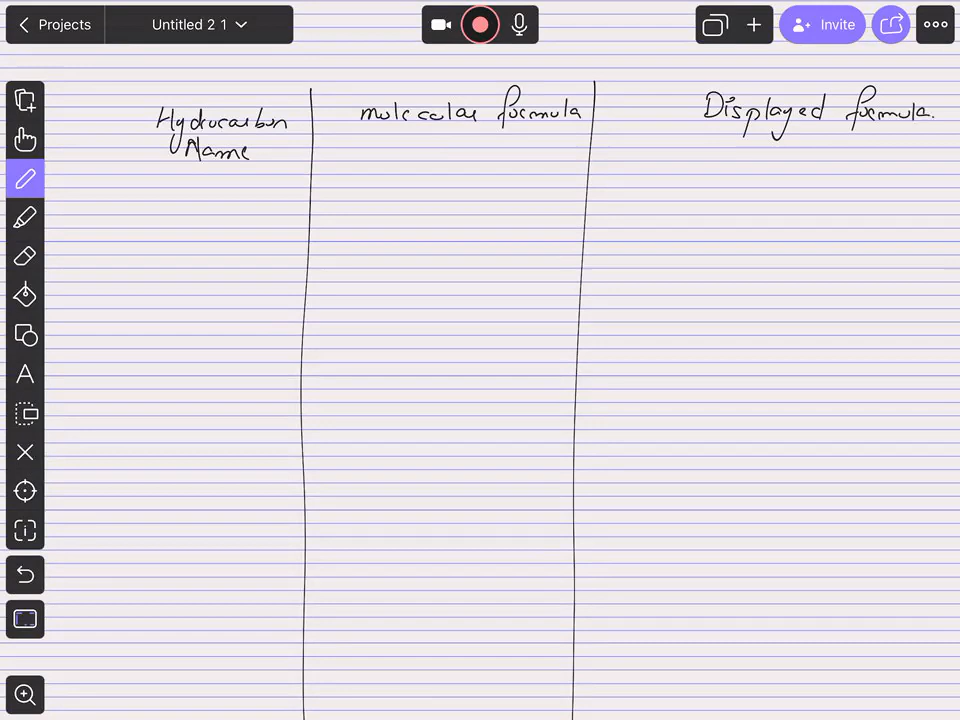 Projects
Untitled 2 1
Invite
Hydrocarbon
Name
molecular formula
Displayed formula.